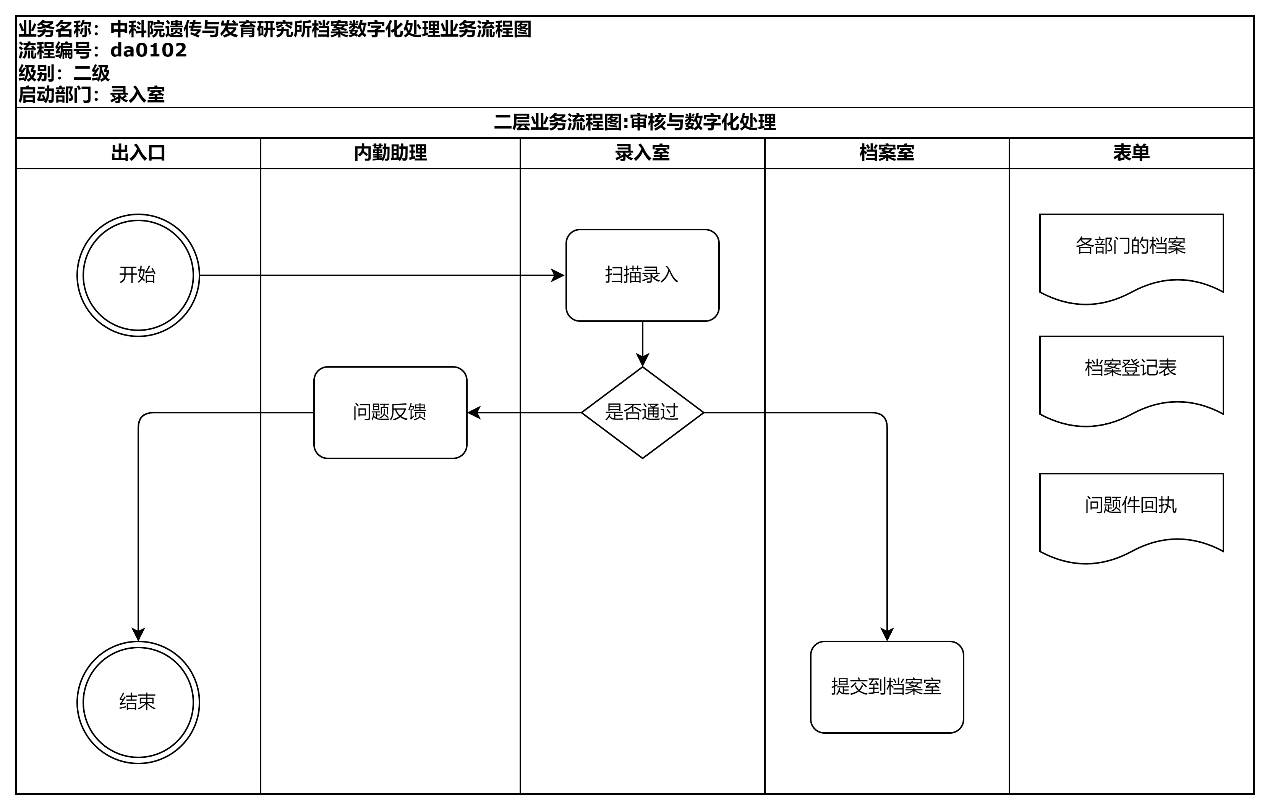 业务名称：中科院遗传与发育研究所档案数字化处理业务流程图
流程编号：da0102
级别：二级
启动部门：录入室
二层业务流程图:审核与数字化处理
出入口
内勤助理
录入室
档案室
表单
开始
扫描录入
各部门的档案
问题反馈
是否通过
档案登记表
问题件回执
结束
提交到档案室